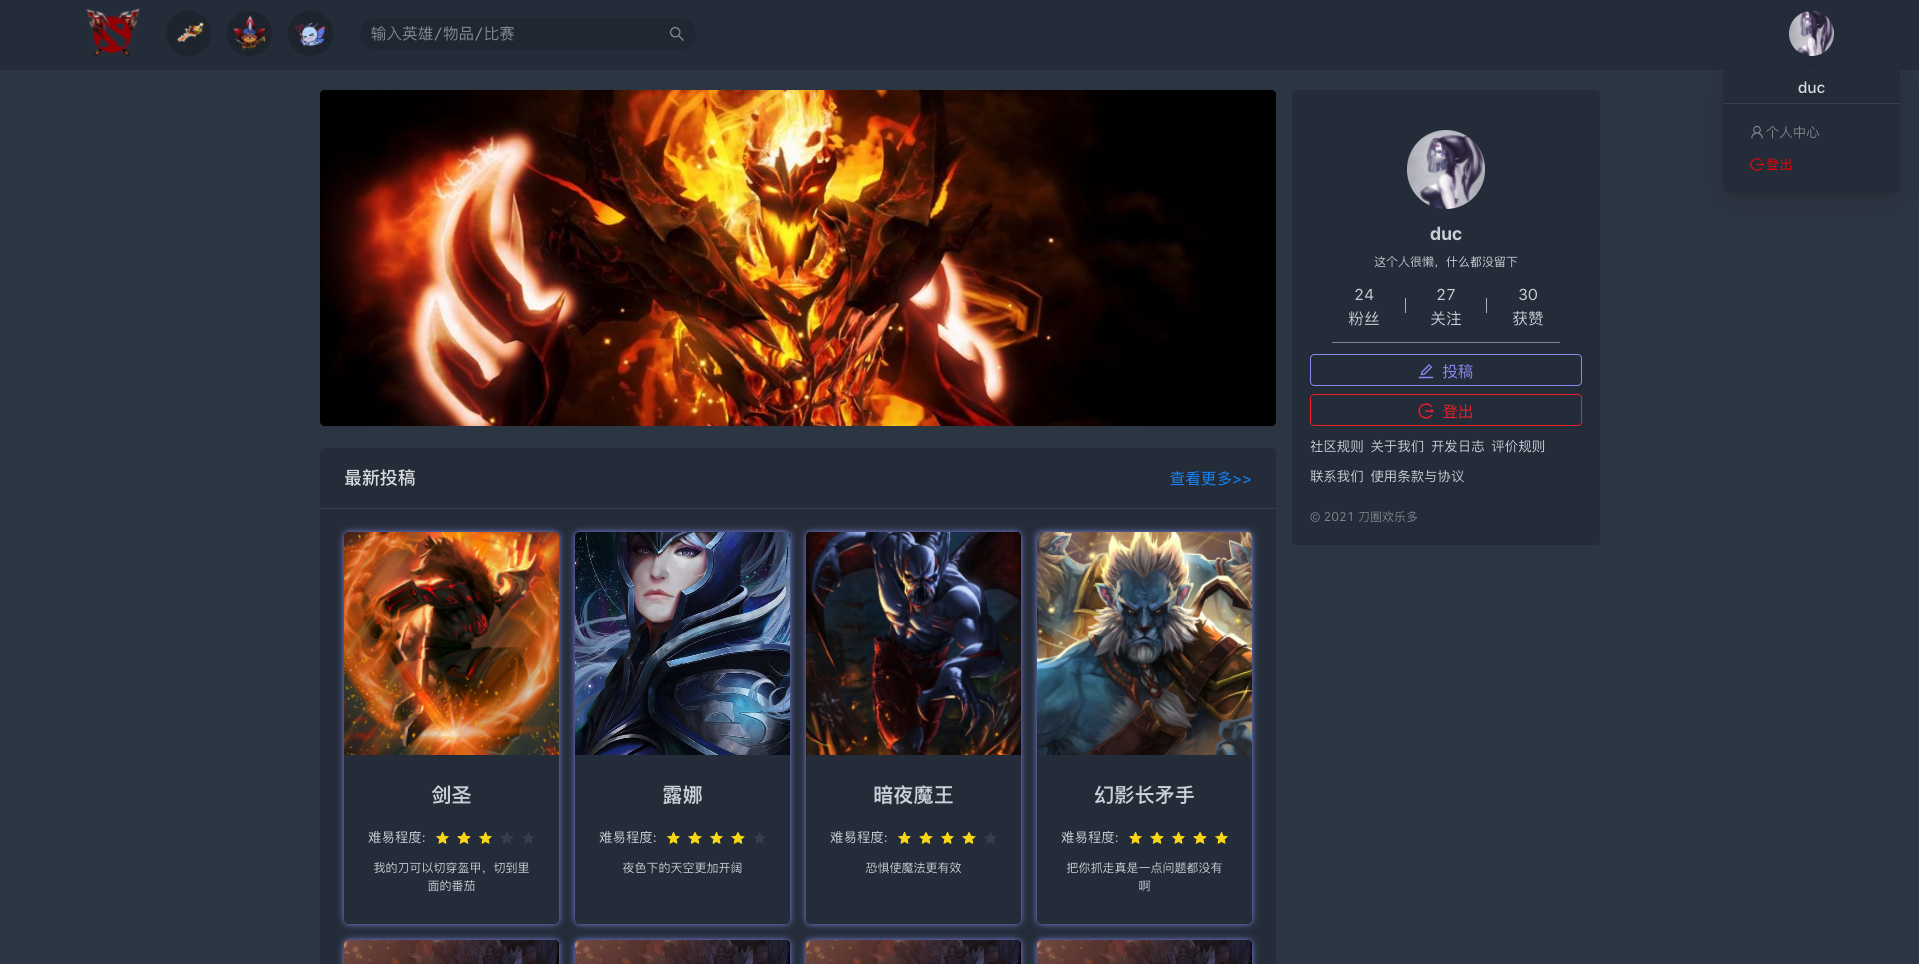 输入英雄/物品/比赛
duc
个人中心
登出
duc
这个人很懒，什么都没留下
24 27 30
粉丝 关注 获赞
投稿
登出
社区规则 关于我们 开发日志 评价规则
联系我们 使用条款与协议
© 2021 刀圈欢乐多
最新投稿
查看更多>>
剑圣
难易程度:
我的刀可以切穿盔甲，切到里
面的番茄
露娜
难易程度:
夜色下的天空更加开阔
暗夜魔王
难易程度:
恐惧使魔法更有效
幻影长矛手
难易程度:
把你抓走真是一点问题都没有
啊